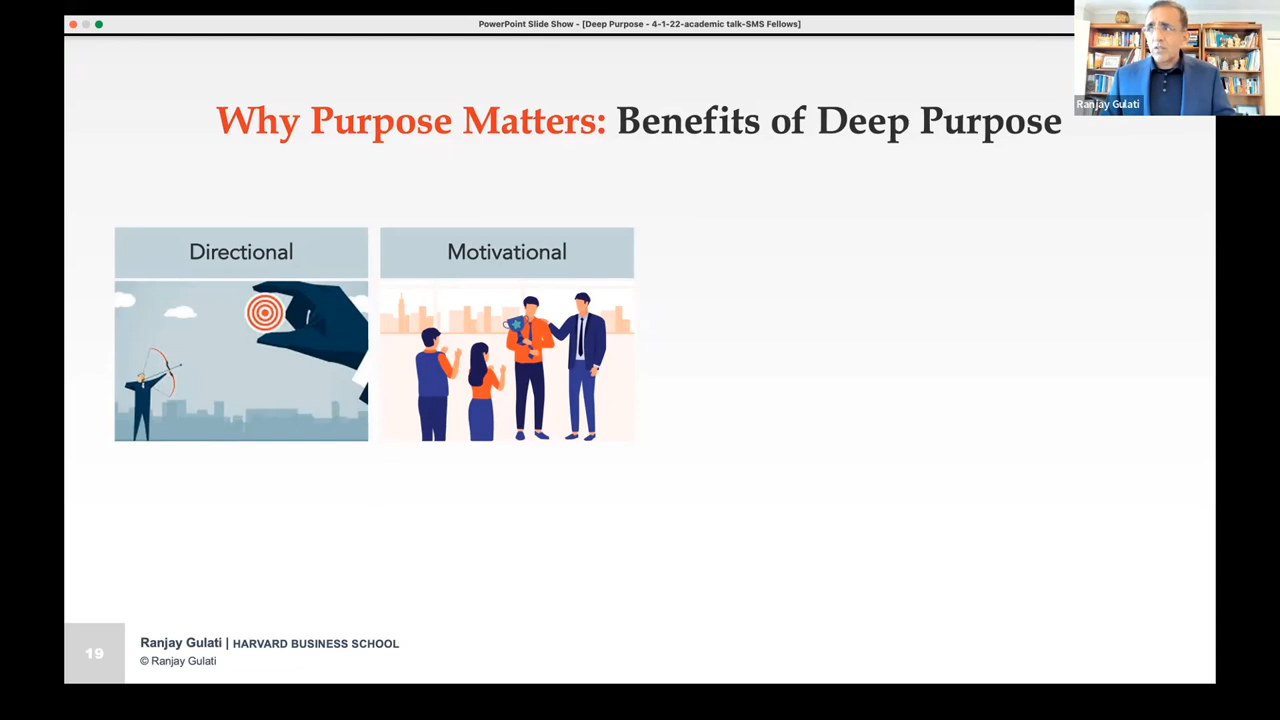 PowerPoint Slide Show - [Deep Purpose - 4-1-22-academic talk-SMS Fellows]
Ranjay Gulati
Why Purpose Matters: Benefits of Deep Purpose
Directional
Motivational
19
Ranjay Gulati | HARVARD BUSINESS SCHOOL
© Ranjay Gulati